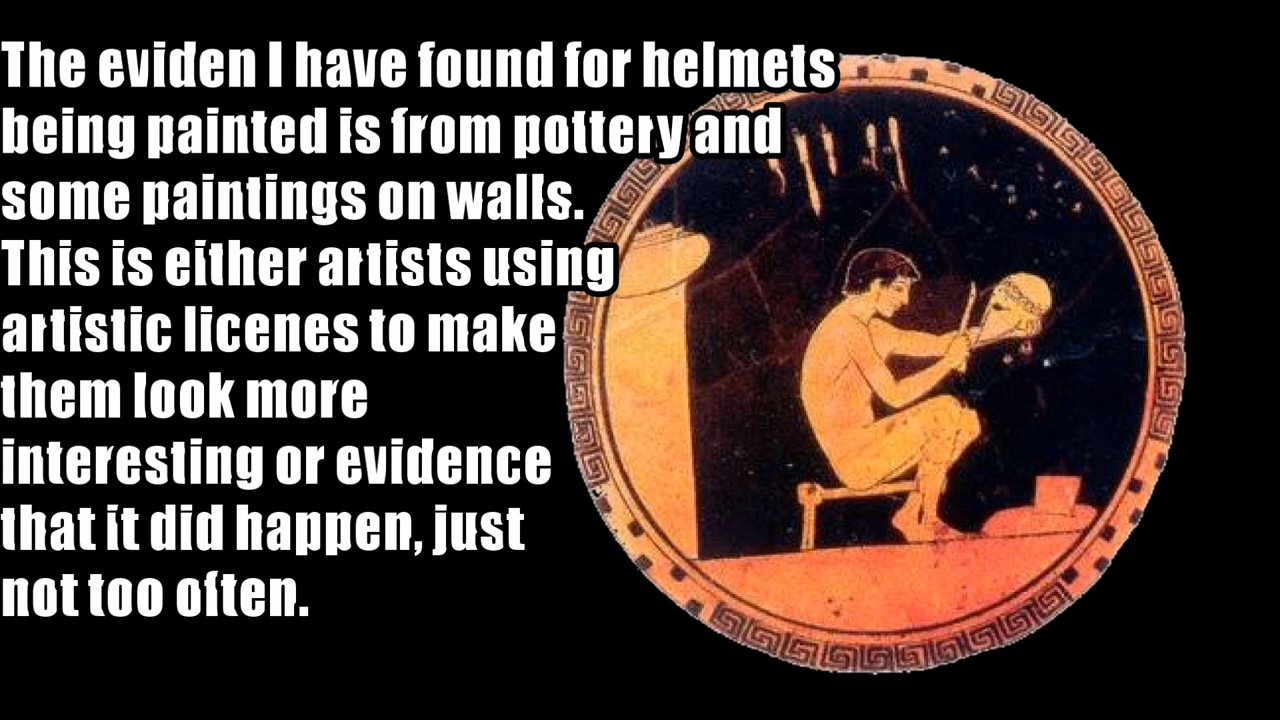 The eviden I have found for helmets
being painted is from pottery and
some paintings on walls.
This is either artists using
artistic licenes to make
them look more
interesting or evidence
that it did happen, just
not too often.